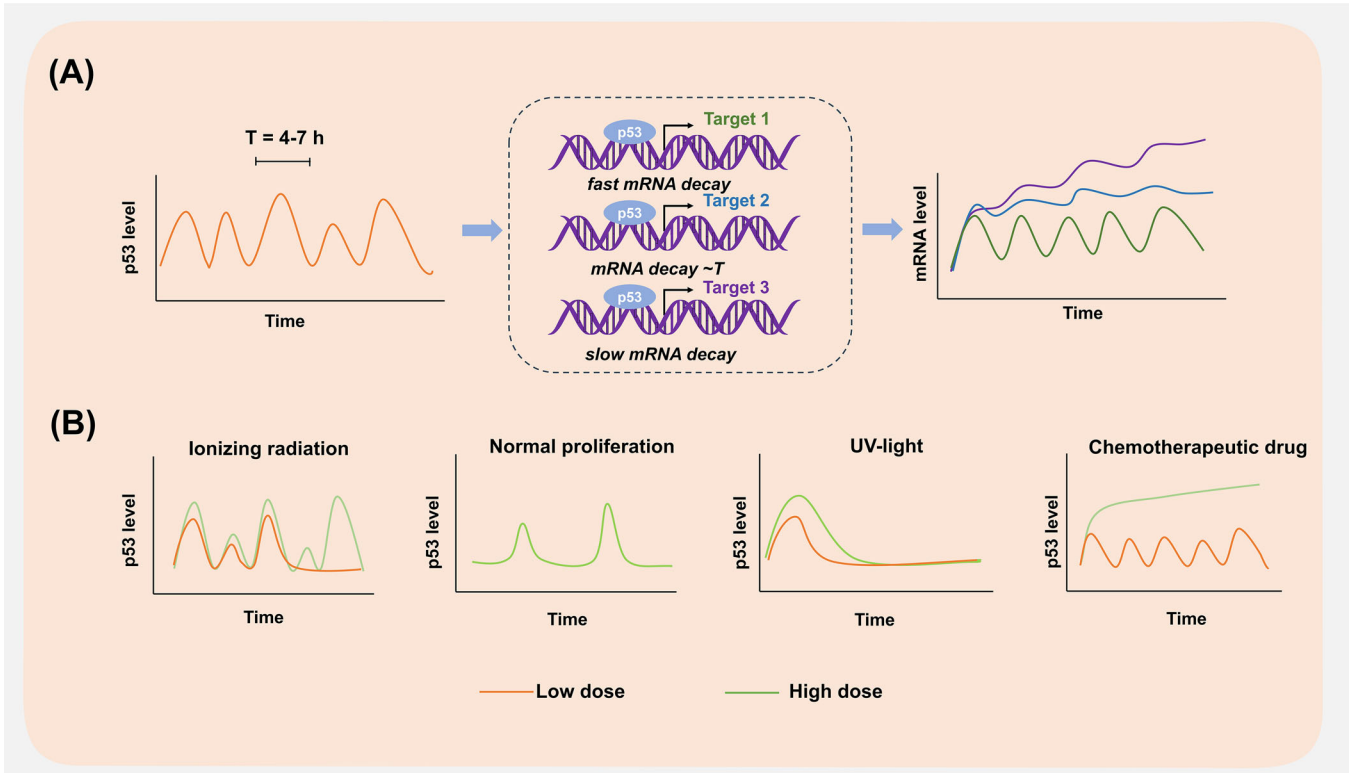 (A)
T = 4-7 h
p53 level
Time
p53
Target 1
fast mRNA decay
p53
Target 2
mRNA decay ~T
p53
Target 3
slow mRNA decay
mRNA level
Time
(B)
Ionizing radiation
p53 level
Time
Normal proliferation
p53 level
Time
UV-light
p53 level
Time
Chemotherapeutic drug
p53 level
Time
Low dose
High dose